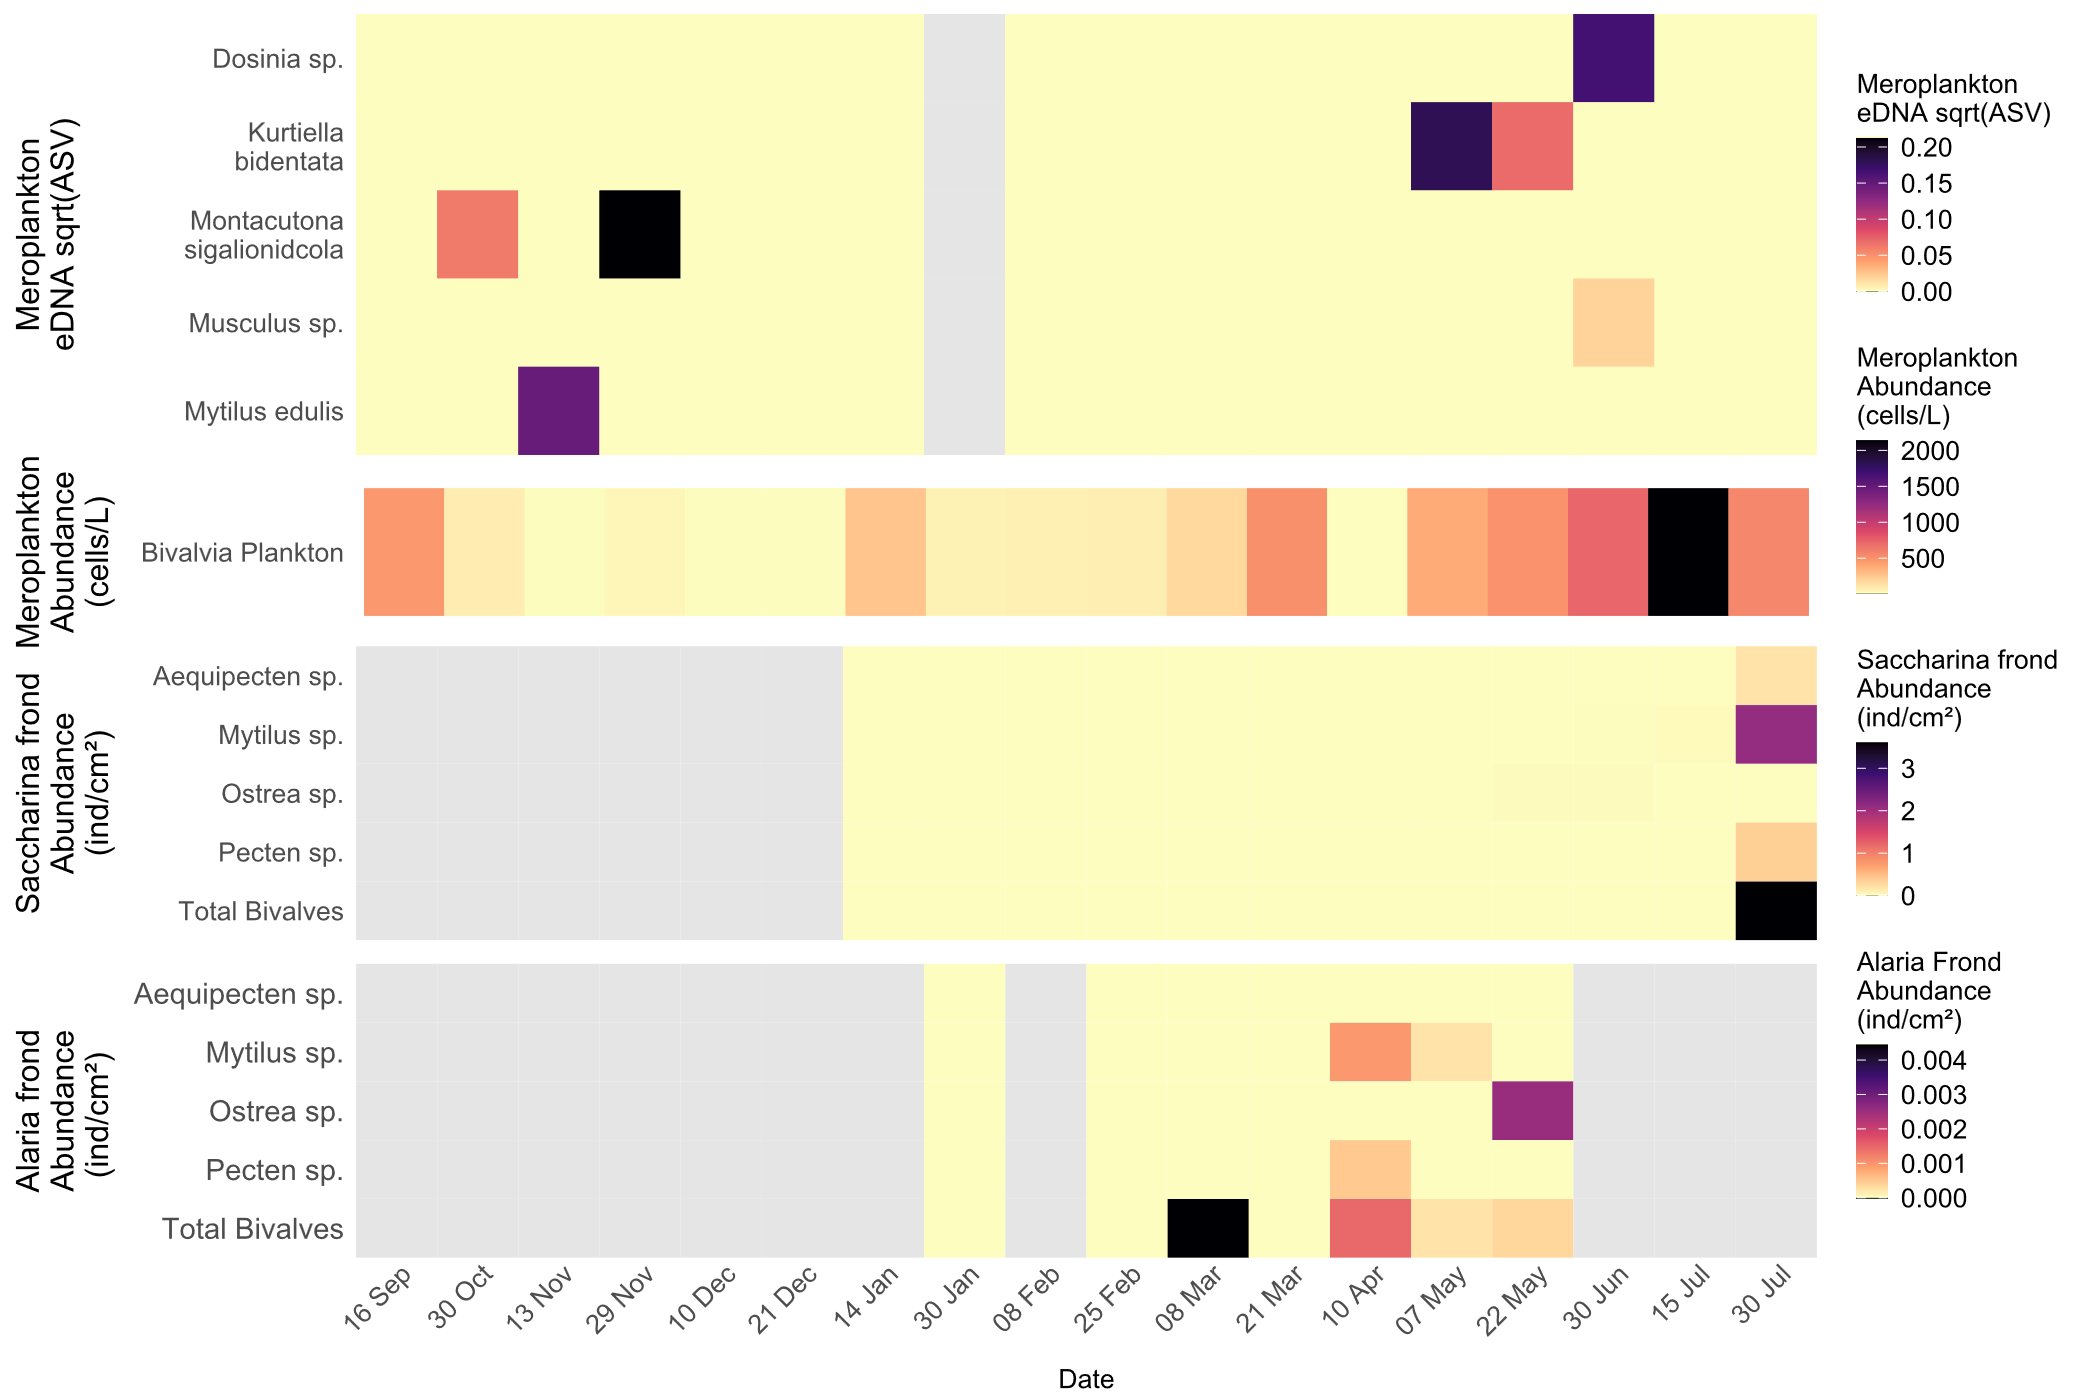 Meroplankton
eDNA sqrt(ASV)
Dosinia sp.
Kurtiella
bidentata
Montacutona
sigalionidcola
Musculus sp.
Mytilus edulis
Meroplankton
Abundance
(cells/L)
Bivalvia Plankton
Saccharina frond
Abundance
(ind/cm²)
Aequipecten sp.
Mytilus sp.
Ostrea sp.
Pecten sp.
Total Bivalves
Alaria frond
Abundance
(ind/cm²)
Aequipecten sp.
Mytilus sp.
Ostrea sp.
Pecten sp.
Total Bivalves
16 Sep
30 Oct
13 Nov
29 Nov
10 Dec
21 Dec
14 Jan
30 Jan
08 Feb
25 Feb
08 Mar
21 Mar
10 Apr
07 May
22 May
30 Jun
15 Jul
30 Jul
Date
Meroplankton
eDNA sqrt(ASV)
0.20
0.15
0.10
0.05
0.00
Meroplankton
Abundance
(cells/L)
2000
1500
1000
500
Saccharina frond
Abundance
(ind/cm²)
3
2
1
0
Alaria Frond
Abundance
(ind/cm²)
0.004
0.003
0.002
0.001
0.000